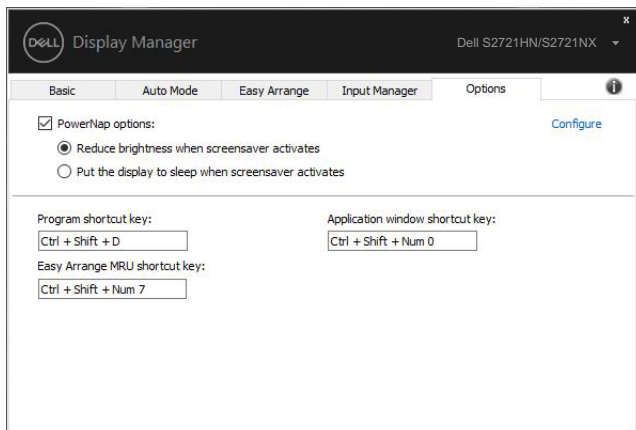 x
DELL Display Manager Dell S2721HN/S2721NX
Basic Auto Mode Easy Arrange Input Manager Options i
PowerNap options: Configure
Reduce brightness when screensaver activates
Put the display to sleep when screensaver activates
Program shortcut key: Application window shortcut key:
Ctrl + Shift + D Ctrl + Shift + Num 0
Easy Arrange MRU shortcut key:
Ctrl + Shift + Num 7